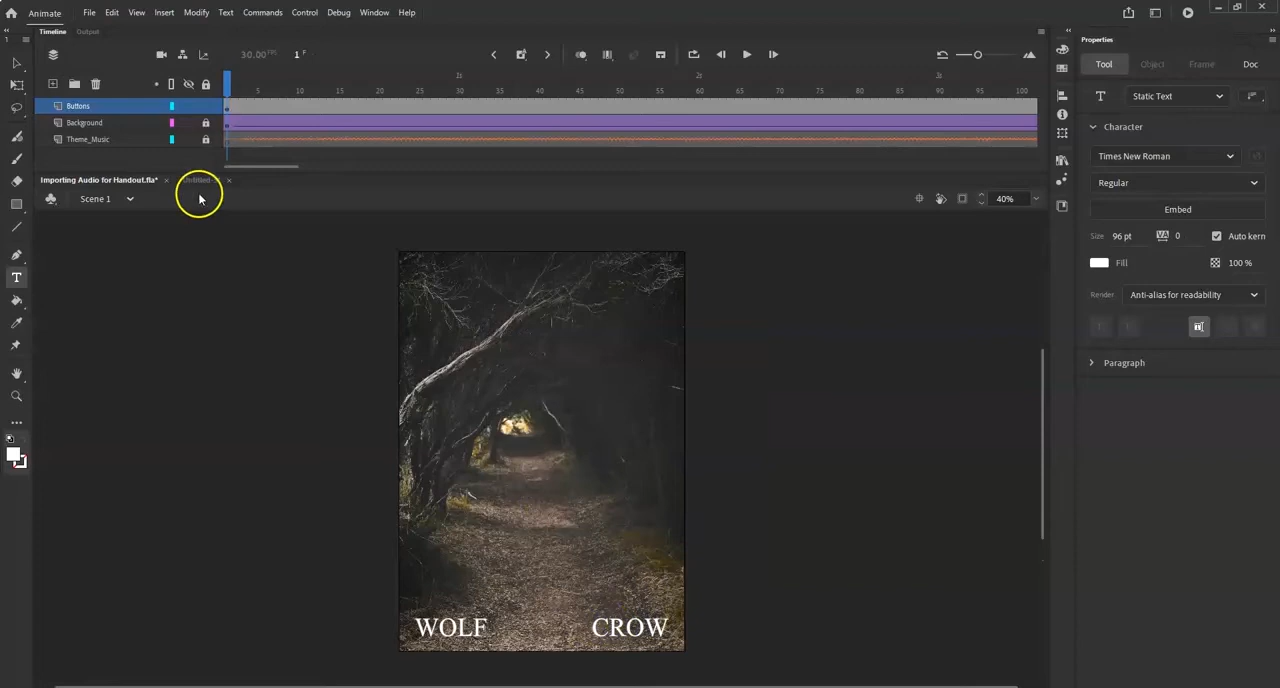 Animate File Edit View Insert Modify Text Commands Control Debug Window Help
Timeline Output
Properties
30.00 FPS 1 F
Tool Object Frame Doc
1s 2s 3s
5 10 15 20 25 30 35 40 45 50 55 60 65 70 75 80 85 90 95 100
Static Text
Buttons
Background
Theme_Music
Character
Times New Roman
Regular
Embed
Importing Audio for Handout.fla* × ×
Scene 1
40%
Size 96 pt VA 0 Auto kern
Fill 100 %
Render Anti-alias for readability
Paragraph
WOLF CROW